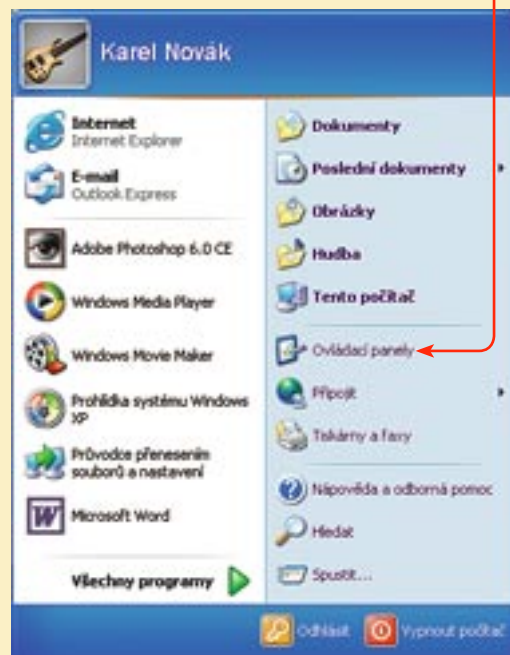 Karel Novák
Internet
Internet Explorer
E-mail
Outlook Express
Adobe Photoshop 6.0 CE
Windows Media Player
Windows Movie Maker
Prohlídka systému Windows
XP
Průvodce přenesením
souborů a nastavení
Microsoft Word
Všechny programy
Dokumenty
Poslední dokumenty
Obrázky
Hudba
Tento počítač
Ovládací panely
Připojit
Tiskárny a faxy
Nápověda a odborná pomoc
Hledat
Spustit...
Odhlásit
Vypnout počítač